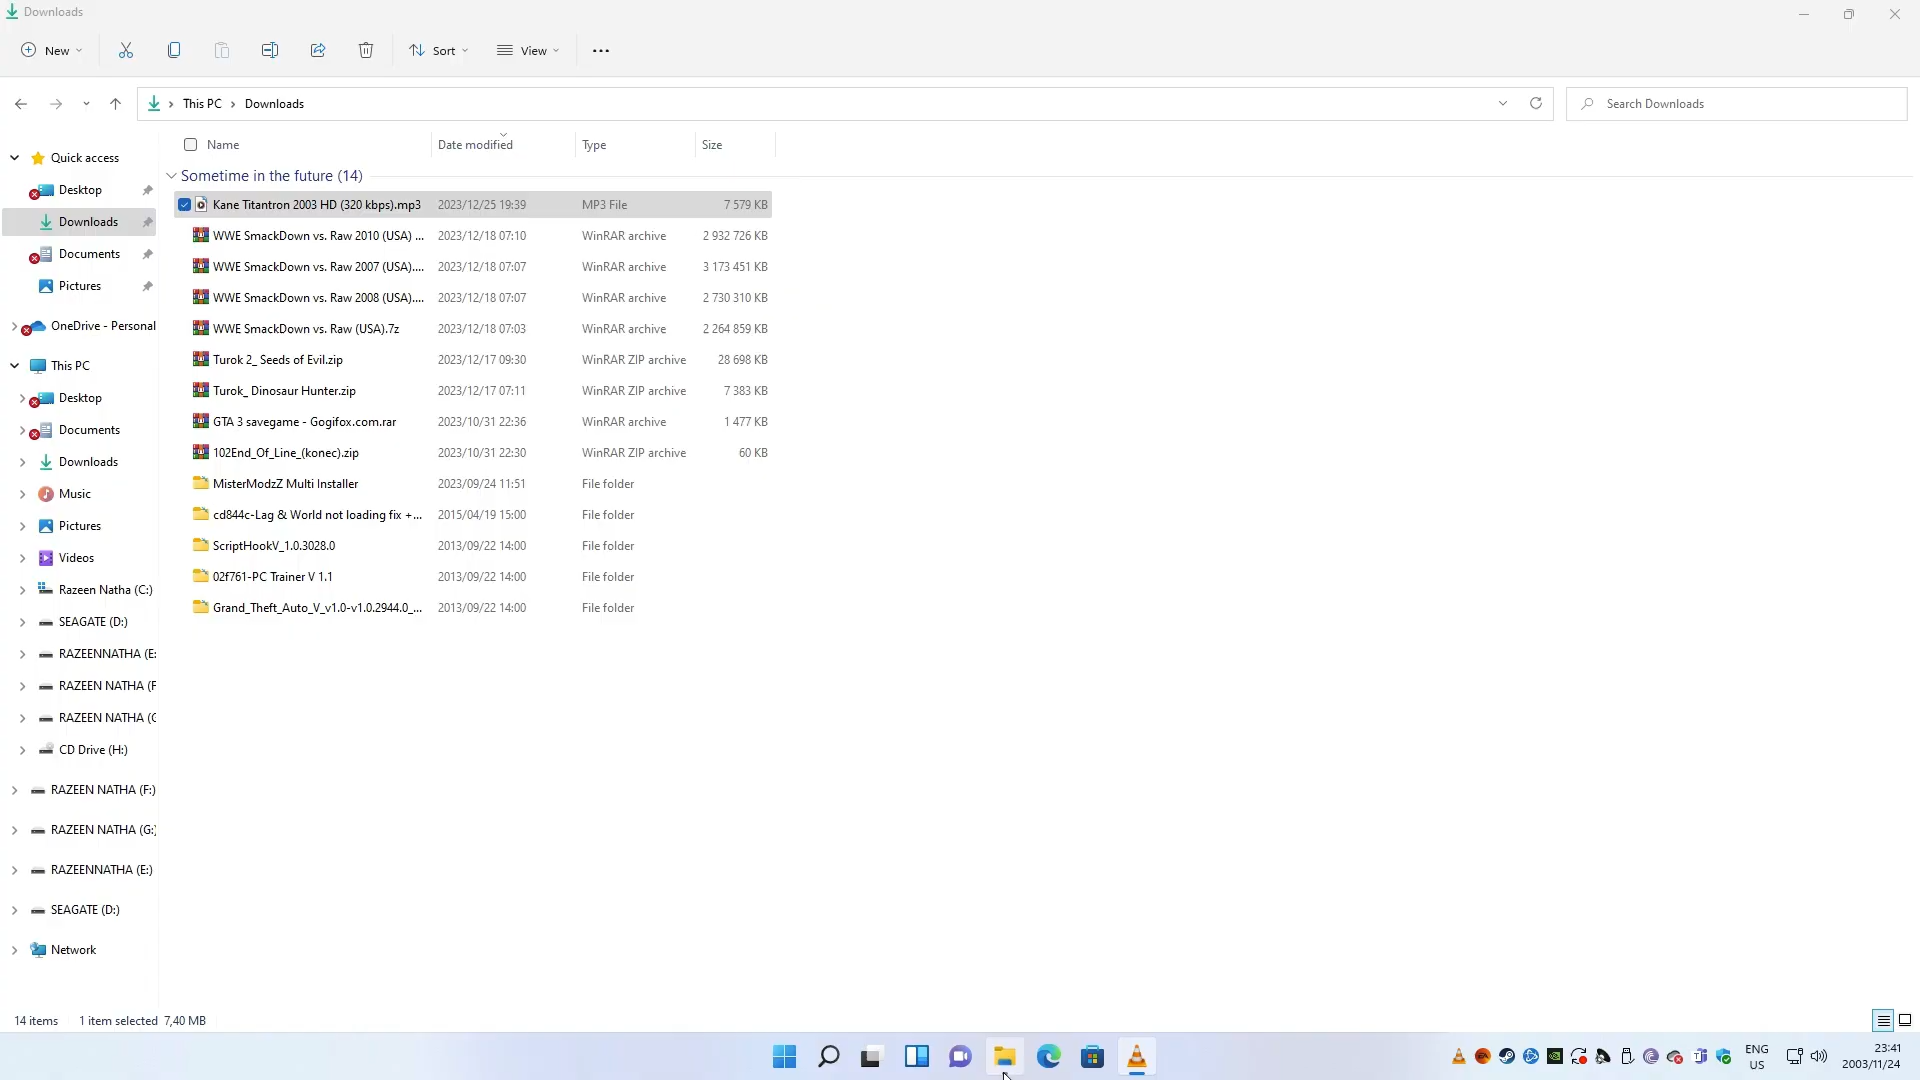 Downloads
New
Sort
View
This PC
Downloads
Search Downloads
Name
Date modified
Type
Size
Quick access
Desktop
Downloads
Documents
Pictures
OneDrive - Personal
This PC
Desktop
Documents
Downloads
Music
Pictures
Videos
Razeen Natha (C:)
SEAGATE (D:)
RAZEENNATHA (E:
RAZEEN NATHA (F
RAZEEN NATHA (G
CD Drive (H:)
RAZEEN NATHA (F:)
RAZEEN NATHA (G:)
RAZEENNATHA (E:)
SEAGATE (D:)
Network
Sometime in the future (14)
Kane Titantron 2003 HD (320 kbps).mp3 2023/12/25 19:39 MP3 File 7 579 KB
WWE SmackDown vs. Raw 2010 (USA) ... 2023/12/18 07:10 WinRAR archive 2 932 726 KB
WWE SmackDown vs. Raw 2007 (USA).... 2023/12/18 07:07 WinRAR archive 3 173 451 KB
WWE SmackDown vs. Raw 2008 (USA).... 2023/12/18 07:07 WinRAR archive 2 730 310 KB
WWE SmackDown vs. Raw (USA).7z 2023/12/18 07:03 WinRAR archive 2 264 859 KB
Turok 2_ Seeds of Evil.zip 2023/12/17 09:30 WinRAR ZIP archive 28 698 KB
Turok_ Dinosaur Hunter.zip 2023/12/17 07:11 WinRAR ZIP archive 7 383 KB
GTA 3 savegame - Gogifox.com.rar 2023/10/31 22:36 WinRAR archive 1 477 KB
102End_Of_Line_(konec).zip 2023/10/31 22:30 WinRAR ZIP archive 60 KB
MisterModzZ Multi Installer 2023/09/24 11:51 File folder
cd844c-Lag & World not loading fix +... 2015/04/19 15:00 File folder
ScriptHookV_1.0.3028.0 2013/09/22 14:00 File folder
02f761-PC Trainer V 1.1 2013/09/22 14:00 File folder
Grand_Theft_Auto_V_v1.0-v1.0.2944.0_... 2013/09/22 14:00 File folder
14 items 1 item selected 7,40 MB
ENG
US
23:41
2003/11/24